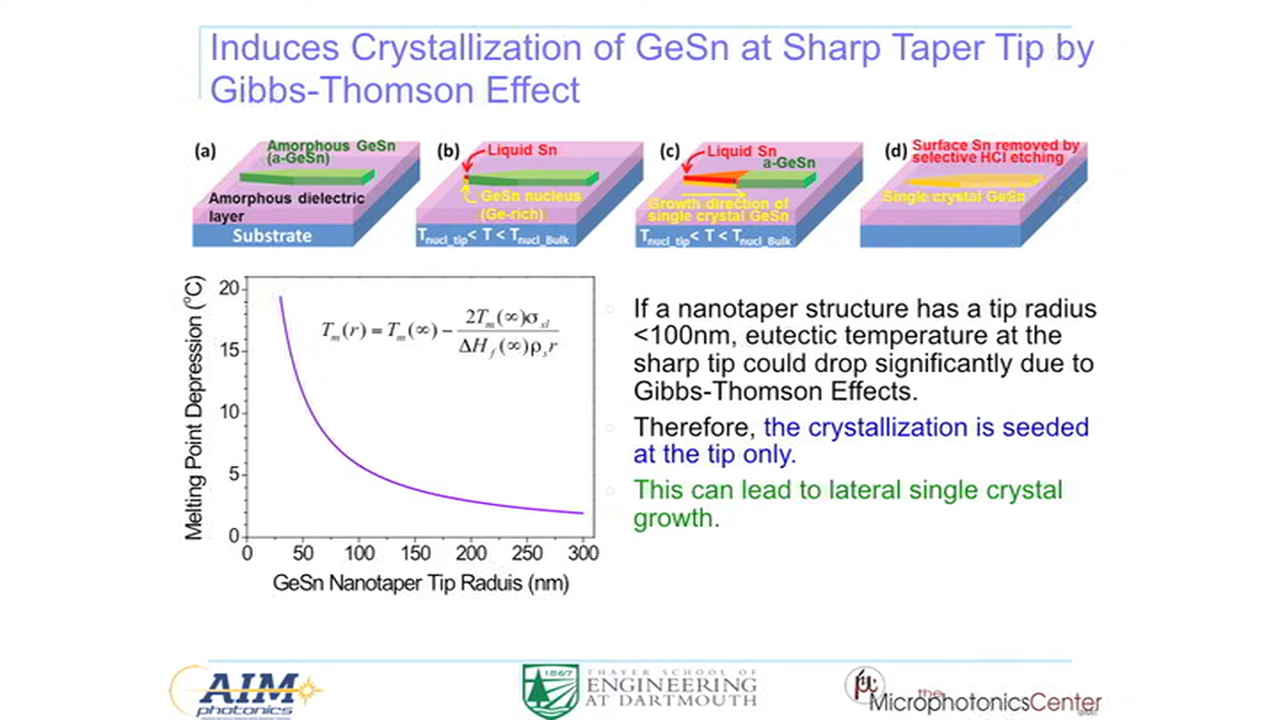 Induces Crystallization of GeSn at Sharp Taper Tip by
Gibbs-Thomson Effect
(a)
Amorphous GeSn
(a-GeSn)
Amorphous dielectric
layer
Substrate
(b)
Liquid Sn
GeSn nucleus
(Ge-rich)
Tnucl_tip< T < Tnucl_Bulk
(c)
Liquid Sn
a-GeSn
Growth direction of
single crystal GeSn
Tnucl_tip< T < Tnucl_Bulk
(d)
Surface Sn removed by
selective HCl etching
Single crystal GeSn
Melting Point Depression (°C)
20
15
10
5
0
0 50 100 150 200 250 300
GeSn Nanotaper Tip Raduis (nm)
Tm(r) = Tm(∞) − 2Tm(∞)σsl / ΔHf(∞)ρsr
If a nanotaper structure has a tip radius
<100nm, eutectic temperature at the
sharp tip could drop significantly due to
Gibbs-Thomson Effects.
Therefore, the crystallization is seeded
at the tip only.
This can lead to lateral single crystal
growth.
AIM
photonics
1867
THAYER SCHOOL OF
ENGINEERING
AT DARTMOUTH
μ
the
MicrophotonicsCenter